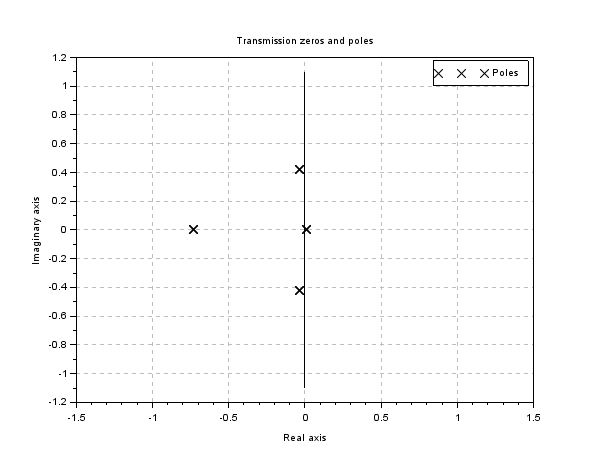 Transmission zeros and poles
Poles
1.2
1
0.8
0.6
0.4
0.2
0
-0.2
-0.4
-0.6
-0.8
-1
-1.2
Imaginary axis
-1.5 -1 -0.5 0 0.5 1 1.5
Real axis